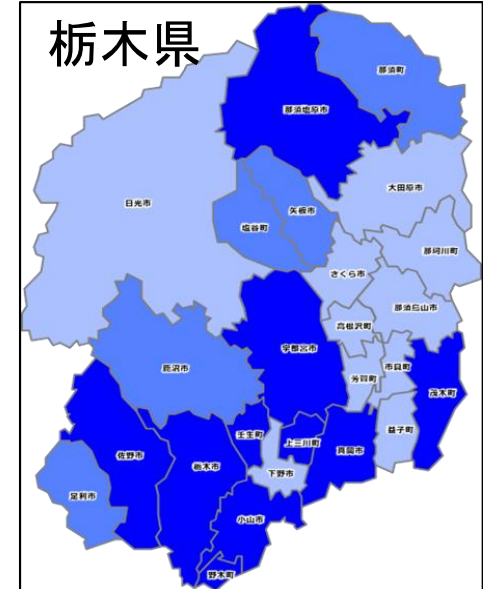 栃木県
那須町
那須塩原市
大田原市
日光市
矢板市
塩谷町
那珂川町
さくら市
那須烏山市
高根沢町
宇都宮市
市貝町
鹿沼市
芳賀町
茂木町
益子町
壬生町
上三川町
真岡市
佐野市
栃木市
下野市
足利市
小山市
野木町